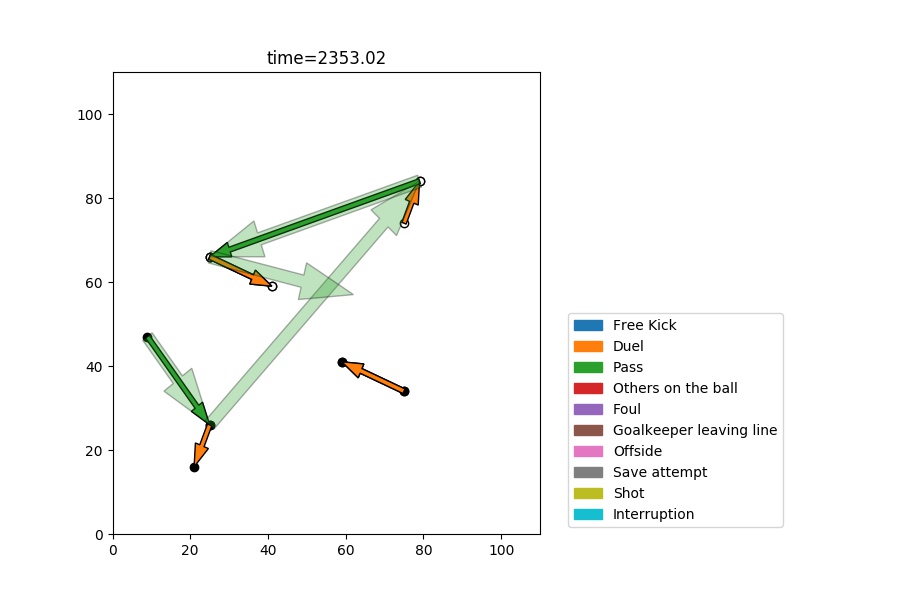 time=2353.02
100
80
60
40
20
0
0 20 40 60 80 100
Free Kick
Duel
Pass
Others on the ball
Foul
Goalkeeper leaving line
Offside
Save attempt
Shot
Interruption